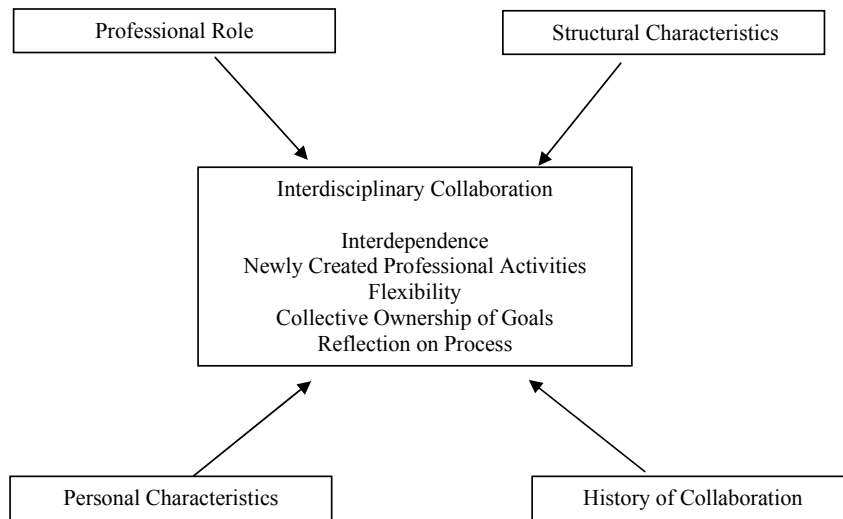 Professional Role
Structural Characteristics
Interdisciplinary Collaboration
Interdependence
Newly Created Professional Activities
Flexibility
Collective Ownership of Goals
Reflection on Process
Personal Characteristics
History of Collaboration